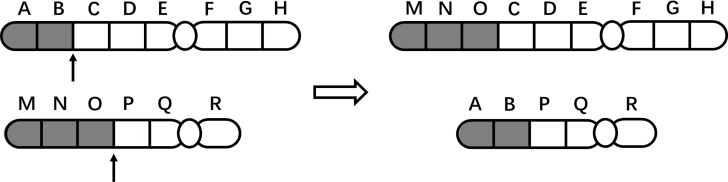 A B C D E F G H
M N O C D E F G H
M N O P Q R
A B P Q R